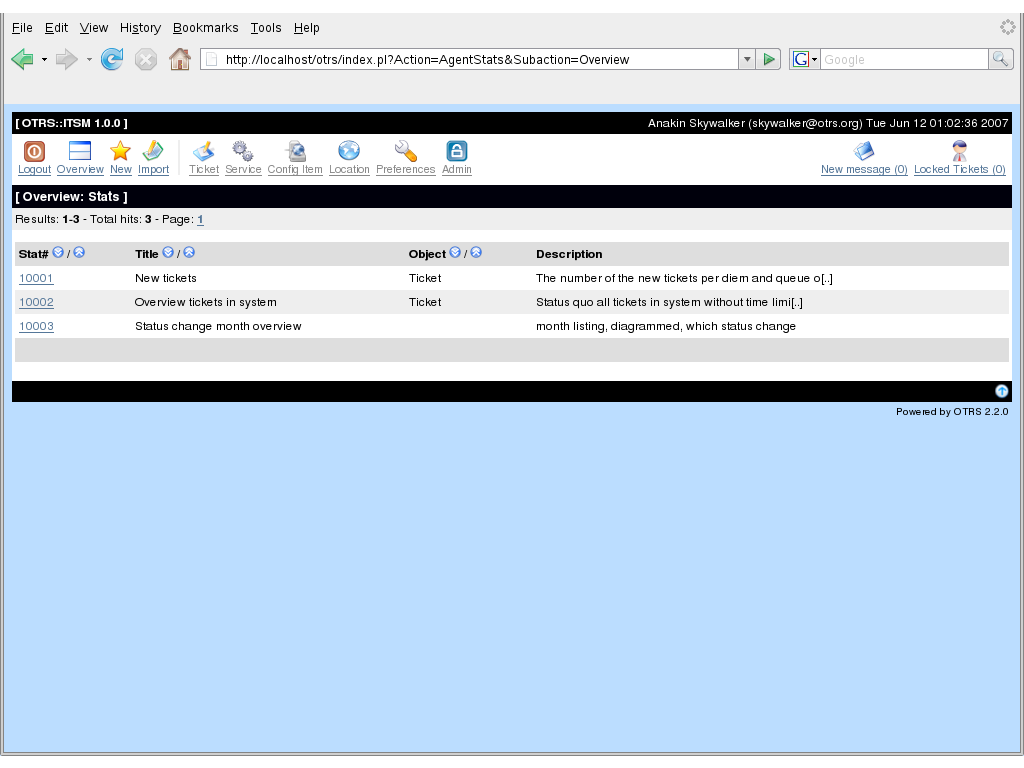 File Edit View History Bookmarks Tools Help
http://localhost/otrs/index.pl?Action=AgentStats&Subaction=Overview G Google
[ OTRS::ITSM 1.0.0 ] Anakin Skywalker (skywalker@otrs.org) Tue Jun 12 01:02:36 2007
Logout Overview New Import Ticket Service Config Item Location Preferences Admin New message (0) Locked Tickets (0)
[ Overview: Stats ]
Results: 1-3 - Total hits: 3 - Page: 1
Stat# / Title / Object / Description
10001 New tickets Ticket The number of the new tickets per diem and queue o[..]
10002 Overview tickets in system Ticket Status quo all tickets in system without time limi[..]
10003 Status change month overview month listing, diagrammed, which status change
Powered by OTRS 2.2.0